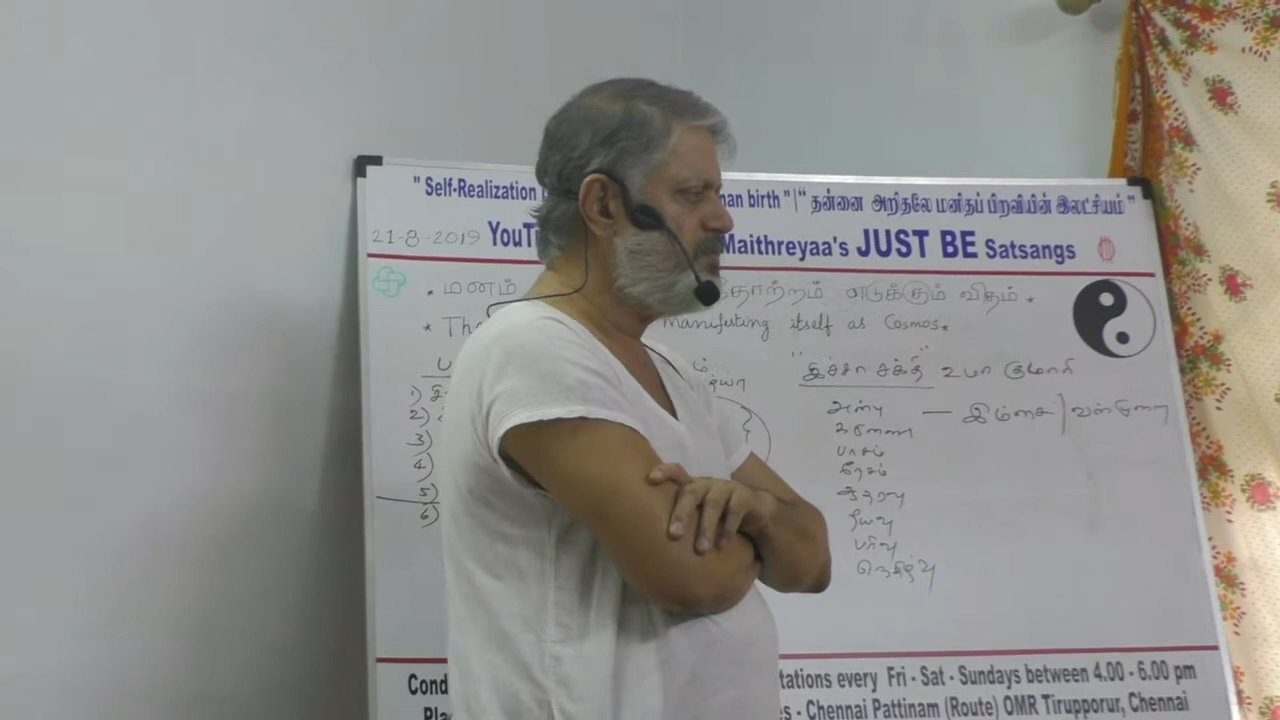 " Self-Realization nan birth " | “ தன்னை அறிதலே மனிதப் பிறவியின் இலட்சியம்”
21-8-2019 YouT Maithreyaa's JUST BE Satsangs
. மனம் தோற்றம் எடுக்கும் விதம் *
* The manifesting itself as Cosmos *
"இச்சா சக்தி" உமா குமாரி
1)
2)
3)
4)
5)
6)
அன்பு — இம்சை | வன்முறை
கருணை
பாசம்
நேசம்
ஆதரவு
பரிவு
நெகிழ்வு
Cond tations every Fri - Sat - Sundays between 4.00 - 6.00 pm
Pla s - Chennai Pattinam (Route) OMR Tirupporur, Chennai